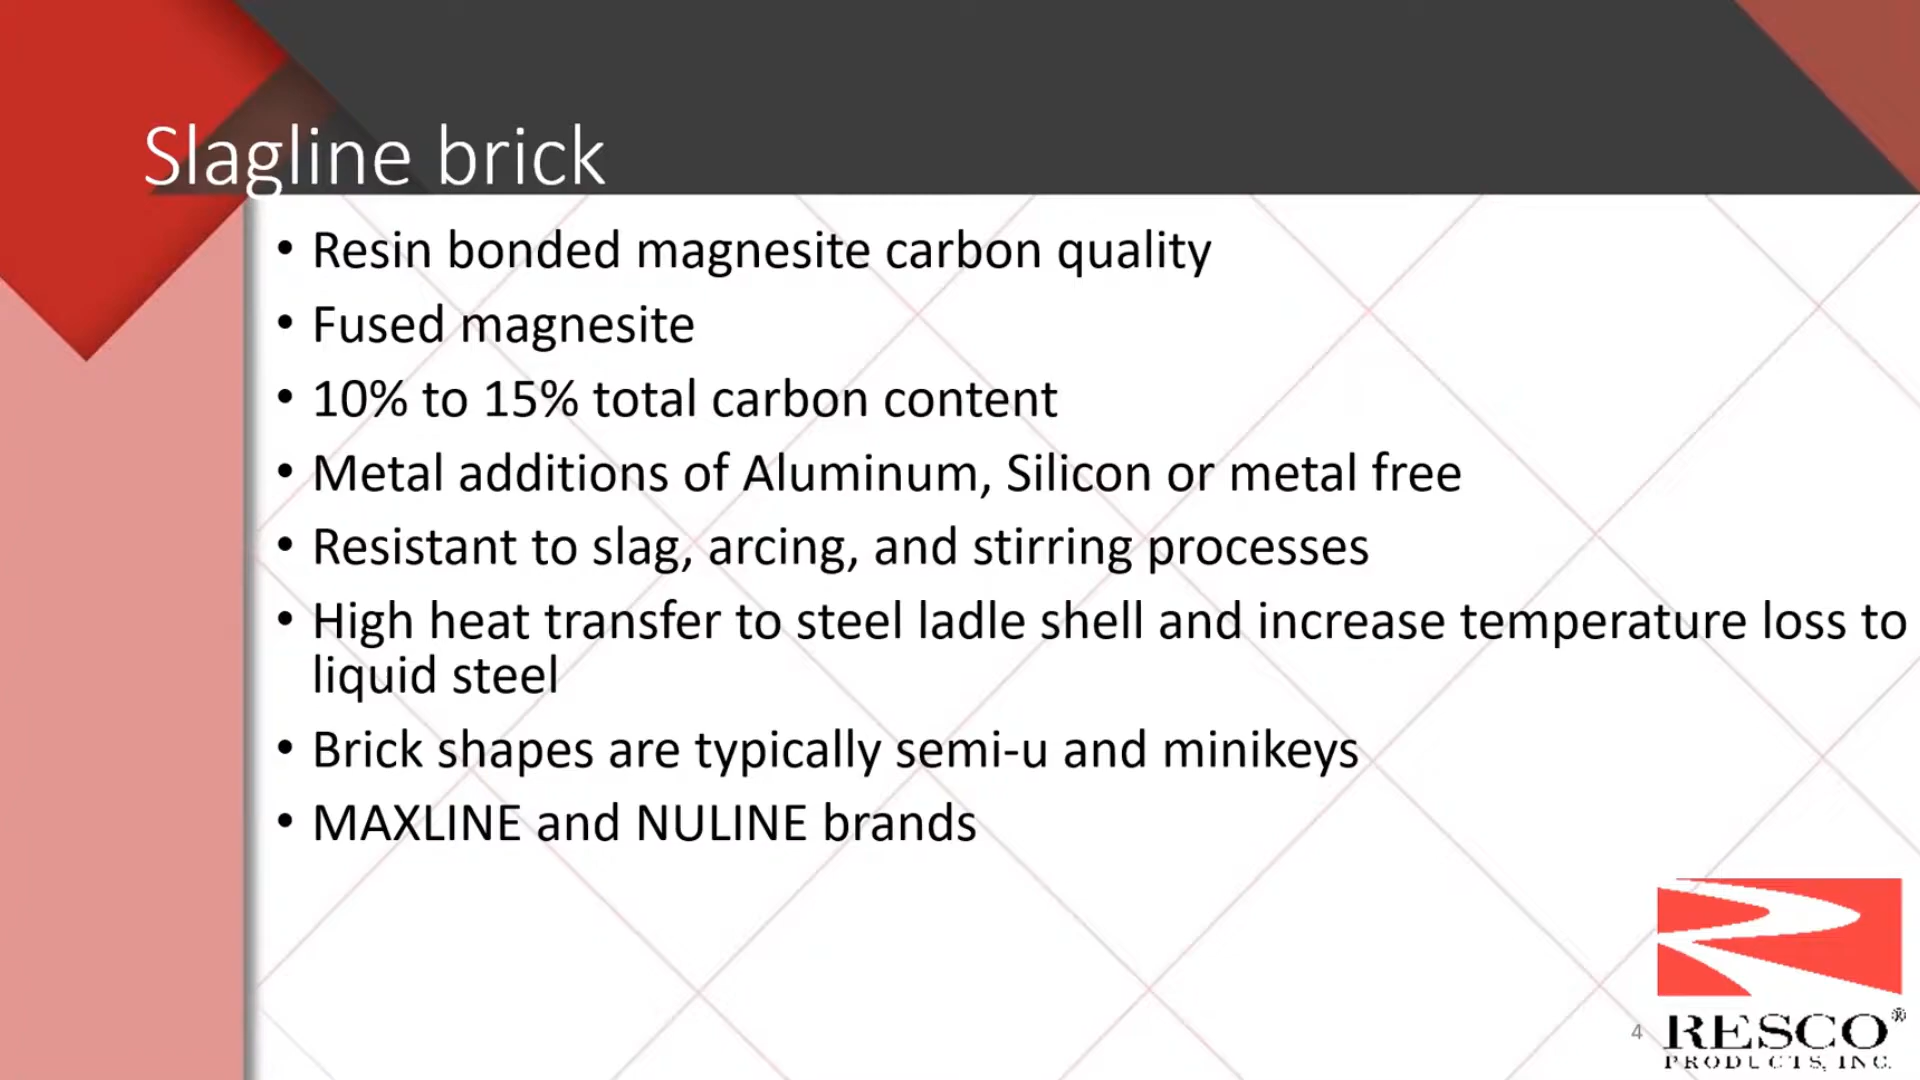 Slagline brick
• Resin bonded magnesite carbon quality
• Fused magnesite
• 10% to 15% total carbon content
• Metal additions of Aluminum, Silicon or metal free
• Resistant to slag, arcing, and stirring processes
• High heat transfer to steel ladle shell and increase temperature loss to
liquid steel
• Brick shapes are typically semi-u and minikeys
• MAXLINE and NULINE brands
4
RESCO®
PRODUCTS, INC.